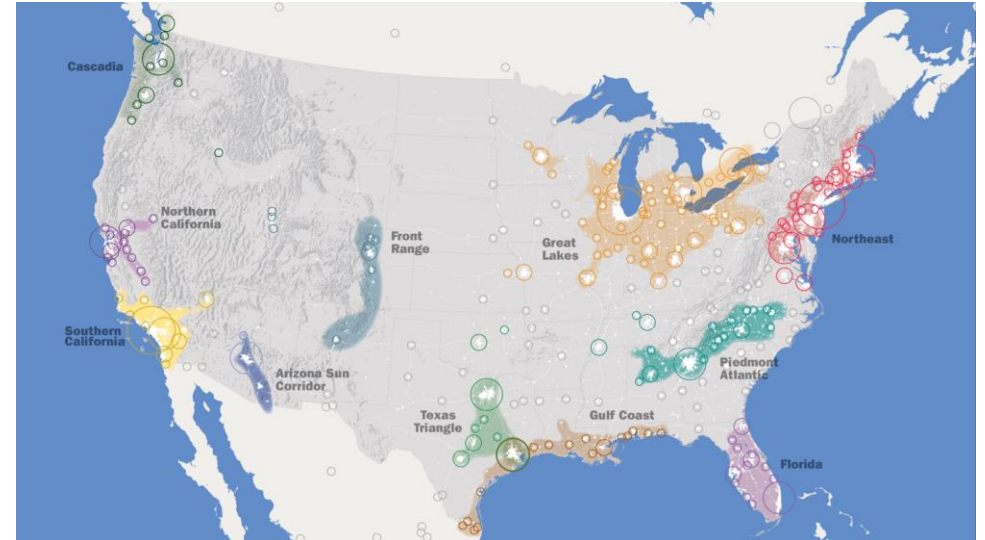 Cascadia
Northern
California
Front
Range
Great
Lakes
Northeast
Southern
California
Arizona Sun
Corridor
Piedmont
Atlantic
Texas
Triangle
Gulf Coast
Florida